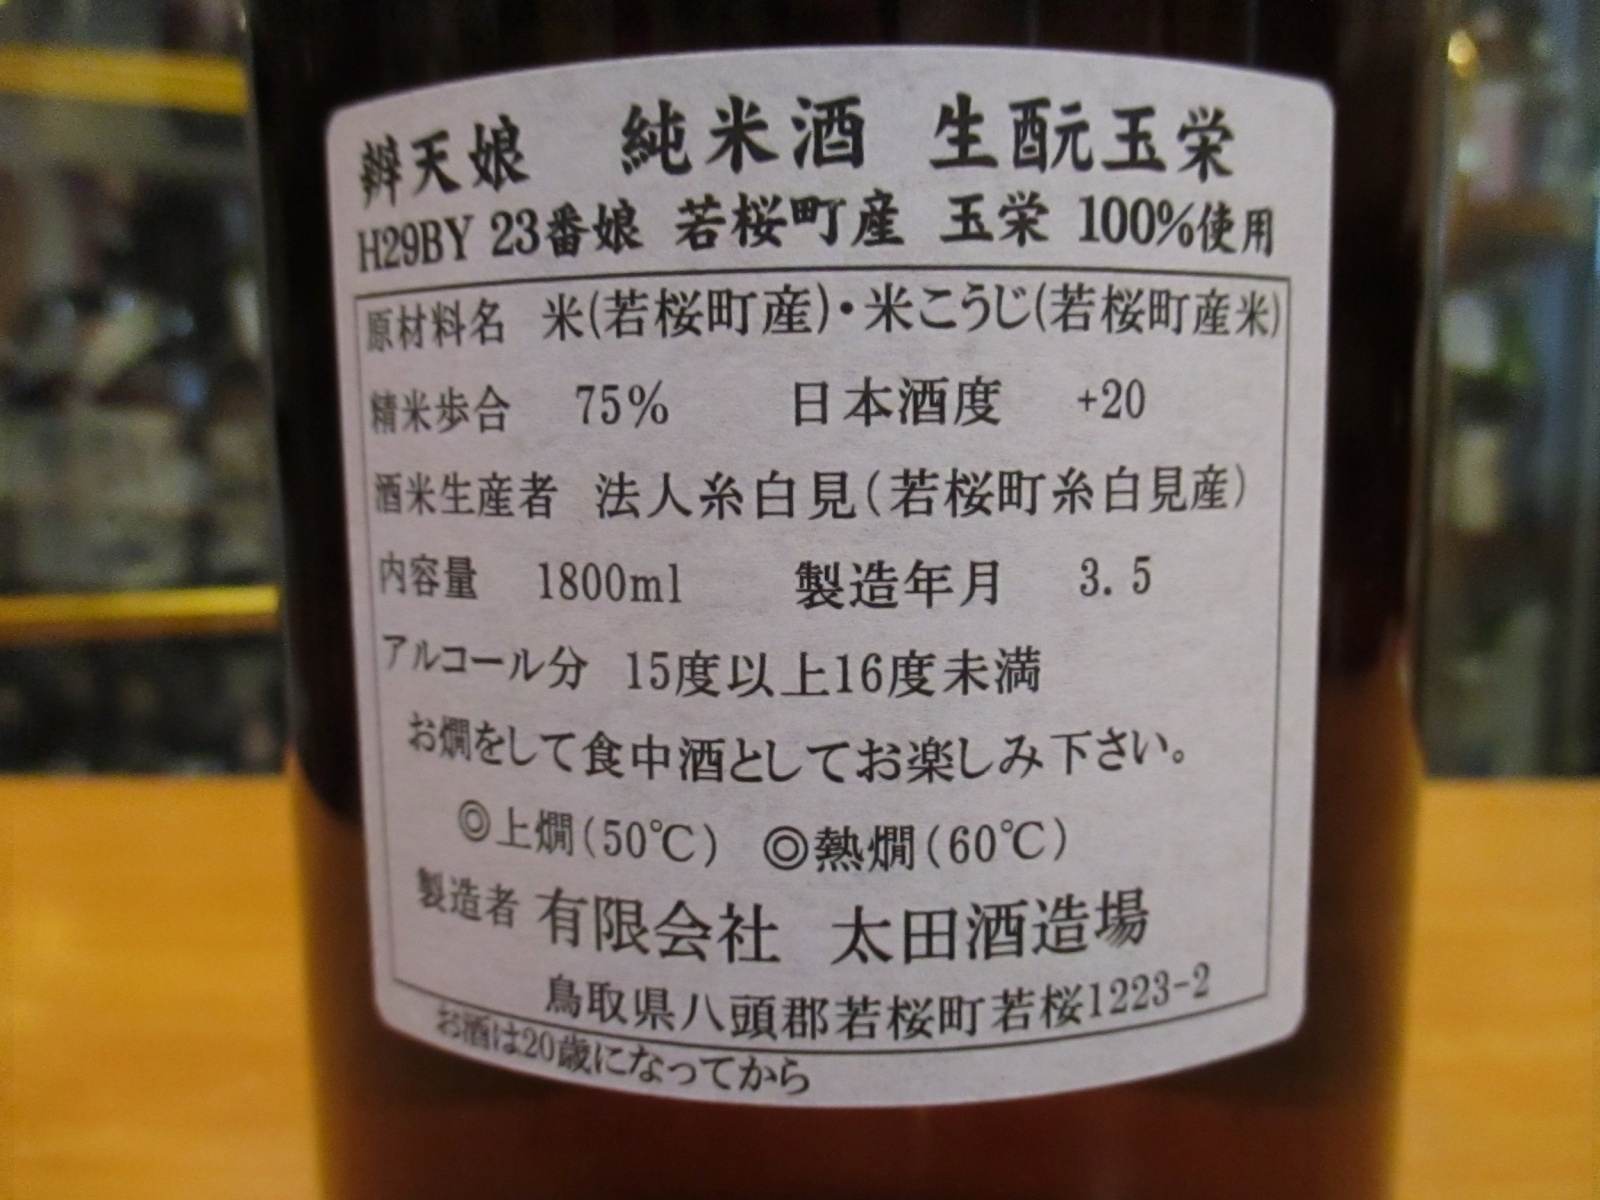 辨天娘 純米酒 生酛玉栄
H29BY 23番娘 若桜町産 玉栄 100%使用
原材料名 米(若桜町産)・米こうじ(若桜町産米)
精米歩合 75% 日本酒度 +20
酒米生産者 法人糸白見(若桜町糸白見産)
内容量 1800ml 製造年月 3.5
アルコール分 15度以上16度未満
お燗をして食中酒としてお楽しみ下さい。
◎上燗(50℃) ◎熱燗(60℃)
製造者 有限会社 太田酒造場
鳥取県八頭郡若桜町若桜1223-2
お酒は20歳になってから